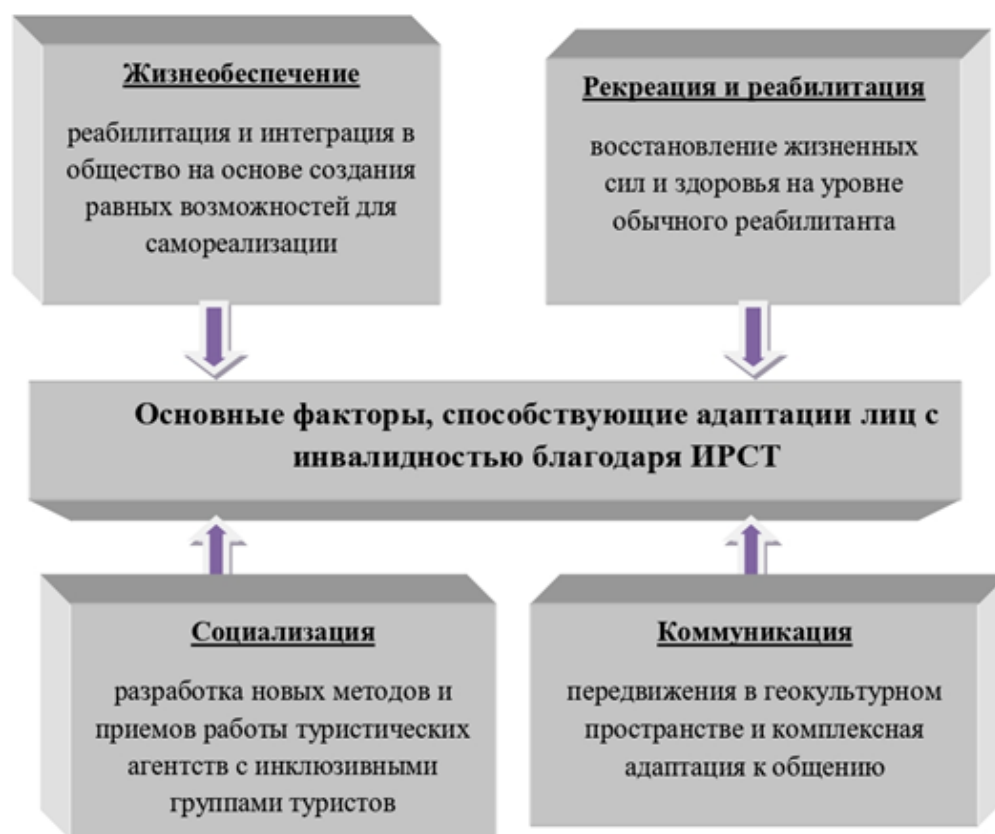 Жизнеобеспечение
реабилитация и интеграция в
общество на основе создания
равных возможностей для
самореализации
Рекреация и реабилитация
восстановление жизненных
сил и здоровья на уровне
обычного реабилитанта
Основные факторы, способствующие адаптации лиц с
инвалидностью благодаря ИРСТ
Социализация
разработка новых методов и
приемов работы туристических
агентств с инклюзивными
группами туристов
Коммуникация
передвижения в геокультурном
пространстве и комплексная
адаптация к общению